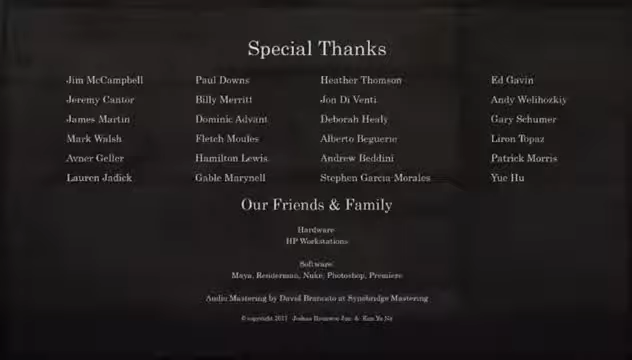 Special Thanks
Jim McCampbell Paul Downs Heather Thomson Ed Gavin
Jeremy Cantor Billy Merritt Jon Di Venti Andy Welihozkiy
James Martin Dominic Advant Deborah Healy Gary Schumer
Mark Walsh Fletch Moules Alberto Beguerie Liron Topaz
Avner Geller Hamilton Lewis Andrew Beddini Patrick Morris
Lauren Jadick Gable Marynell Stephen Garcia-Morales Yue Hu
Our Friends & Family
Hardware
HP Workstations
Software
Maya, Renderman, Nuke, Photoshop, Premiere
Audio Mastering by David Brancato at Synebridge Mastering
© copyright 2011 Joshua &